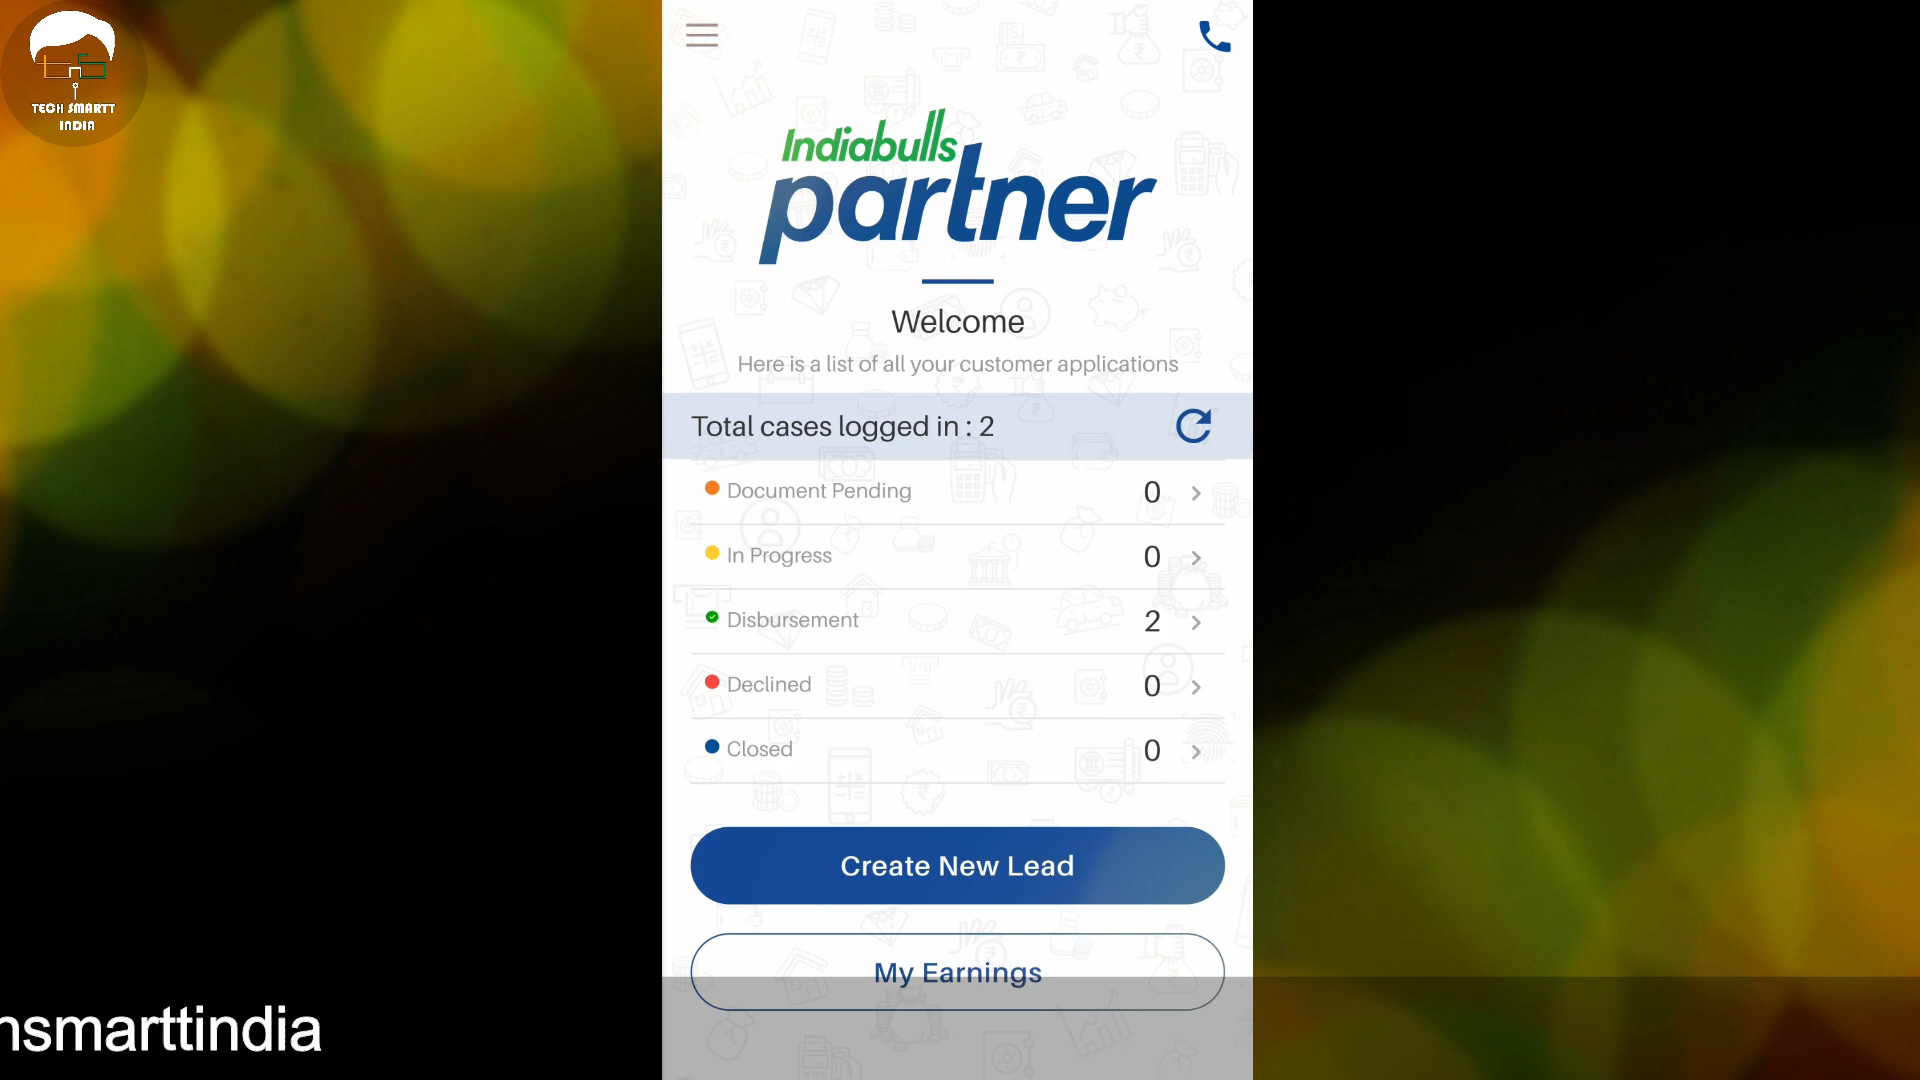 TECH SMARTT
INDIA
Indiabulls
partner
Welcome
Here is a list of all your customer applications
Total cases logged in : 2
Document Pending 0
In Progress 0
Disbursement 2
Declined 0
Closed 0
Create New Lead
My Earnings
nsmarttindia